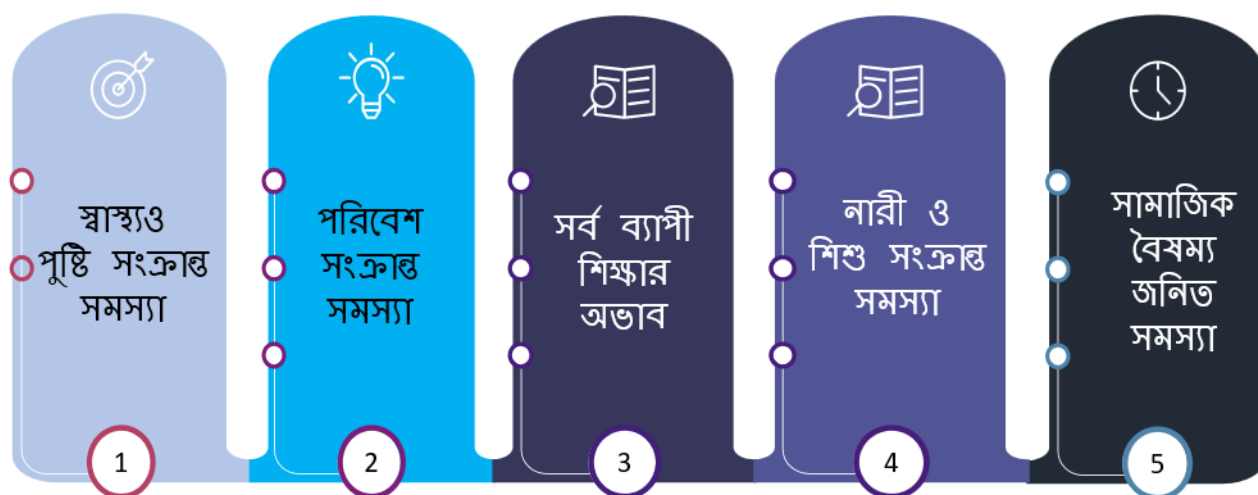 স্বাস্থ্যও
পুষ্টি সংক্রান্ত
সমস্যা
1
পরিবেশ
সংক্রান্ত
সমস্যা
2
সর্ব ব্যাপী
শিক্ষার
অভাব
3
নারী ও
শিশু সংক্রান্ত
সমস্যা
4
সামাজিক
বৈষম্য
জনিত
সমস্যা
5